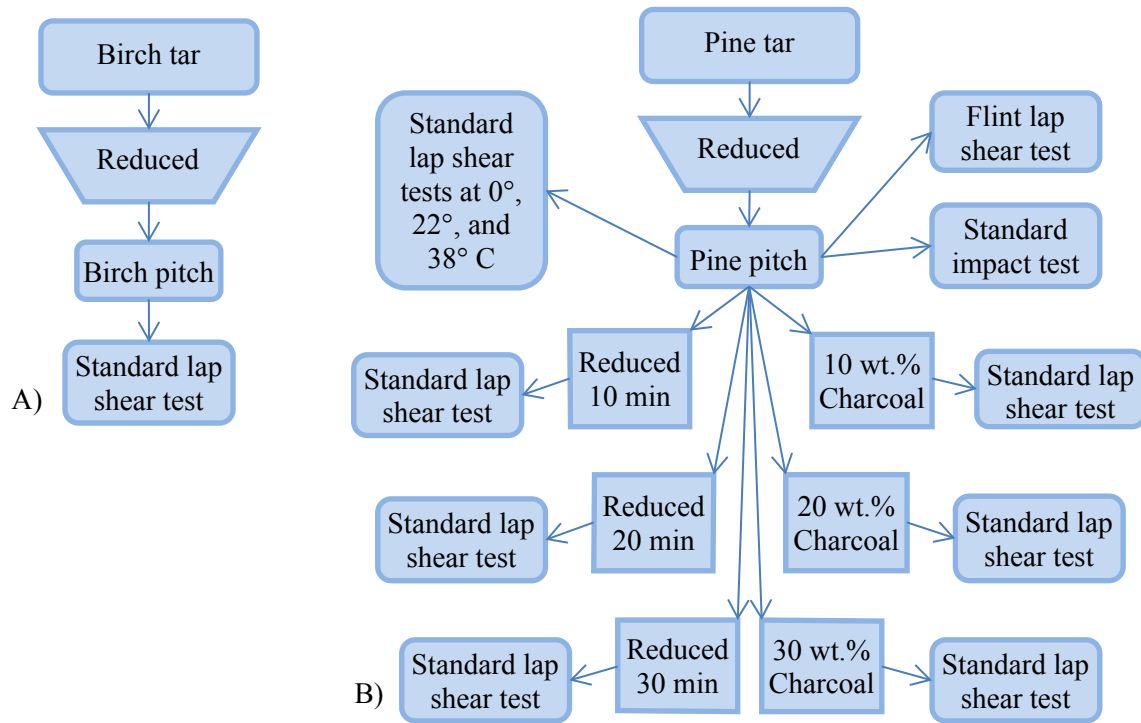 Birch tar
Reduced
Birch pitch
Standard lap
shear test
A)
Pine tar
Reduced
Pine pitch
Standard
lap shear
tests at 0°,
22°, and
38° C
Flint lap
shear test
Standard
impact test
Reduced
10 min
Standard lap
shear test
10 wt.%
Charcoal
Standard lap
shear test
Reduced
20 min
Standard lap
shear test
20 wt.%
Charcoal
Standard lap
shear test
Reduced
30 min
Standard lap
shear test
30 wt.%
Charcoal
Standard lap
shear test
B)